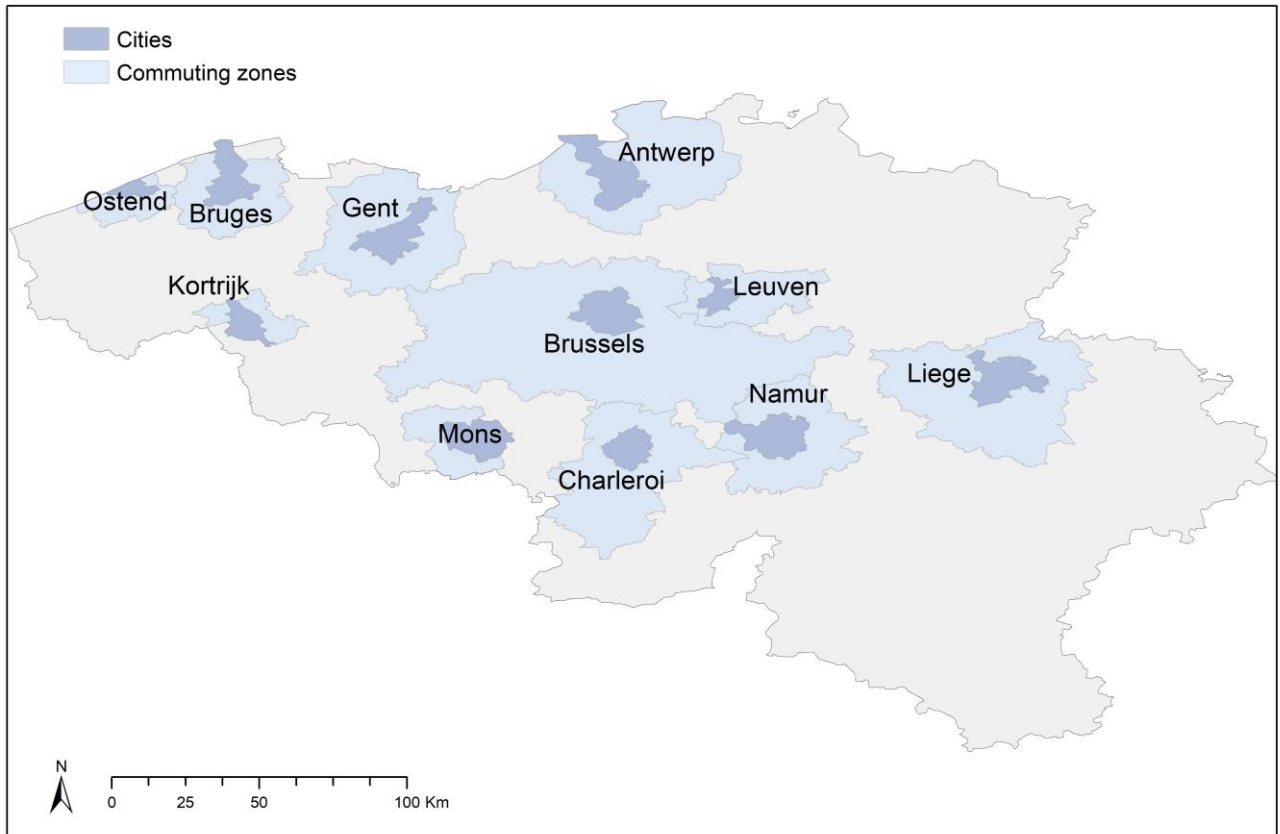 Cities
Commuting zones
Antwerp
Ostend
Bruges
Gent
Kortrijk
Leuven
Brussels
Liege
Namur
Mons
Charleroi
N
0 25 50 100 Km